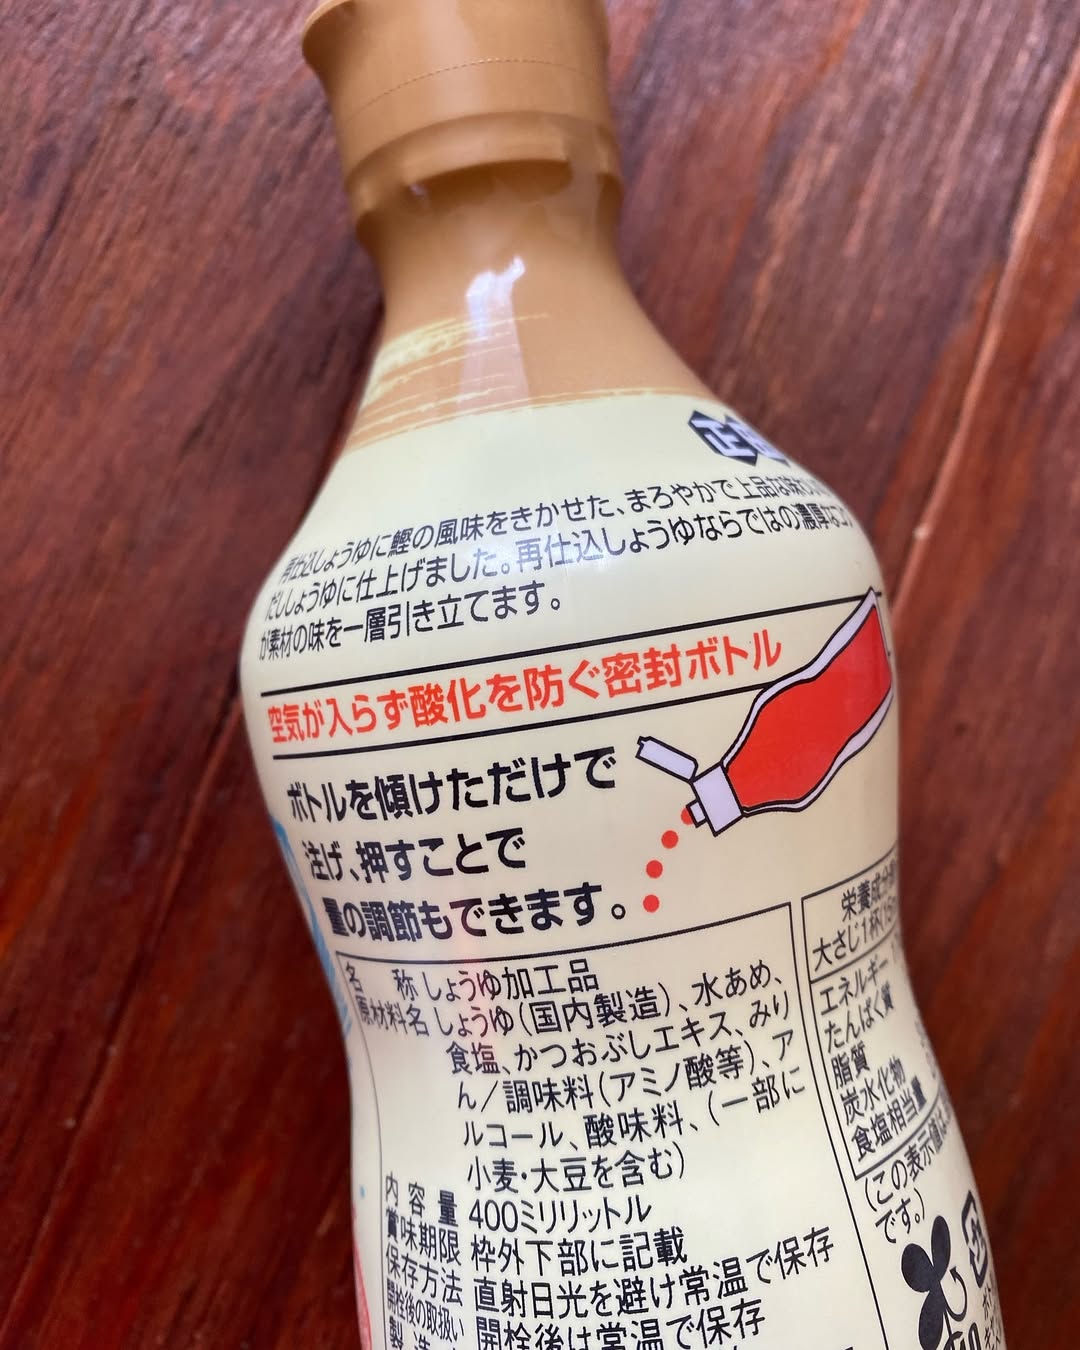 再仕込しょうゆに鰹の風味をきかせた、まろやかで上品な味わいの
だししょうゆに仕上げました。再仕込しょうゆならではの濃厚なコク
が素材の味を一層引き立てます。
空気が入らず酸化を防ぐ密封ボトル
ボトルを傾けただけで
注げ、押すことで
量の調節もできます。
名 称 しょうゆ加工品
原材料名 しょうゆ(国内製造)、水あめ、
食塩、かつおぶしエキス、みり
ん/調味料(アミノ酸等)、ア
ルコール、酸味料、(一部に
小麦・大豆を含む)
内容量 400ミリリットル
賞味期限 枠外下部に記載
保存方法 直射日光を避け常温で保存
開栓後の取扱い 開栓後は常温で保存
栄養成分
大さじ1杯
エネルギー
たんぱく質
脂質
炭水化物
食塩相当量
(この表示値は、
です。)